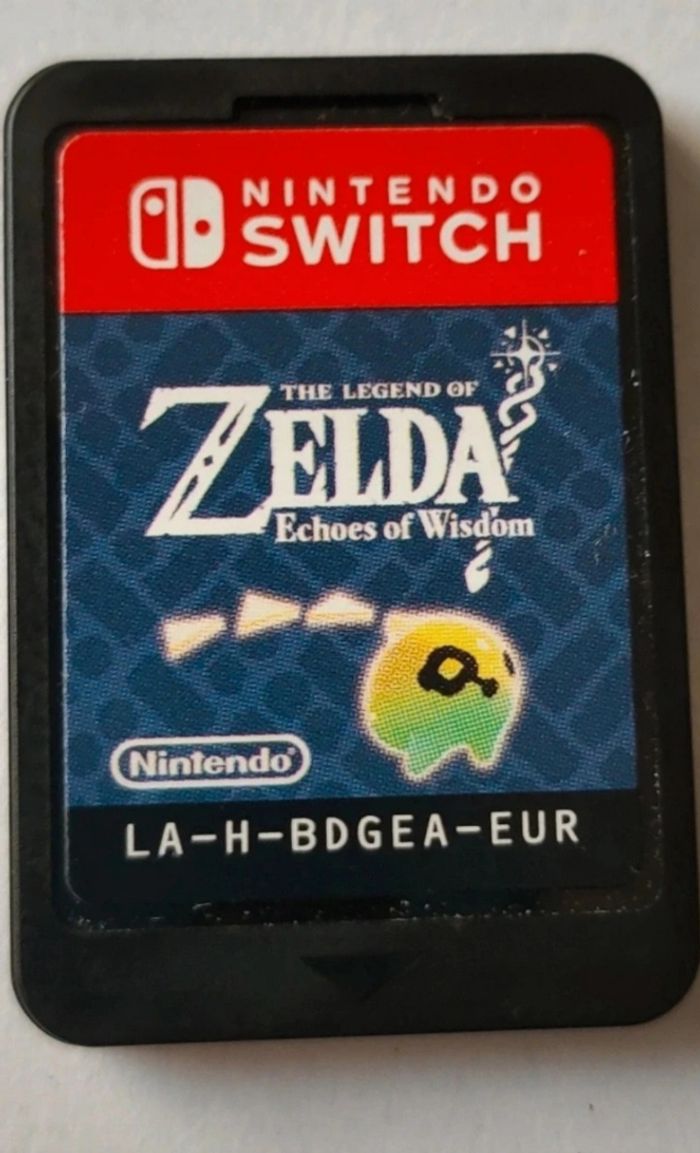 NINTENDO
SWITCH
THE LEGEND OF
ZELDA
Echoes of Wisdom
Nintendo®
LA-H-BDGEA-EUR